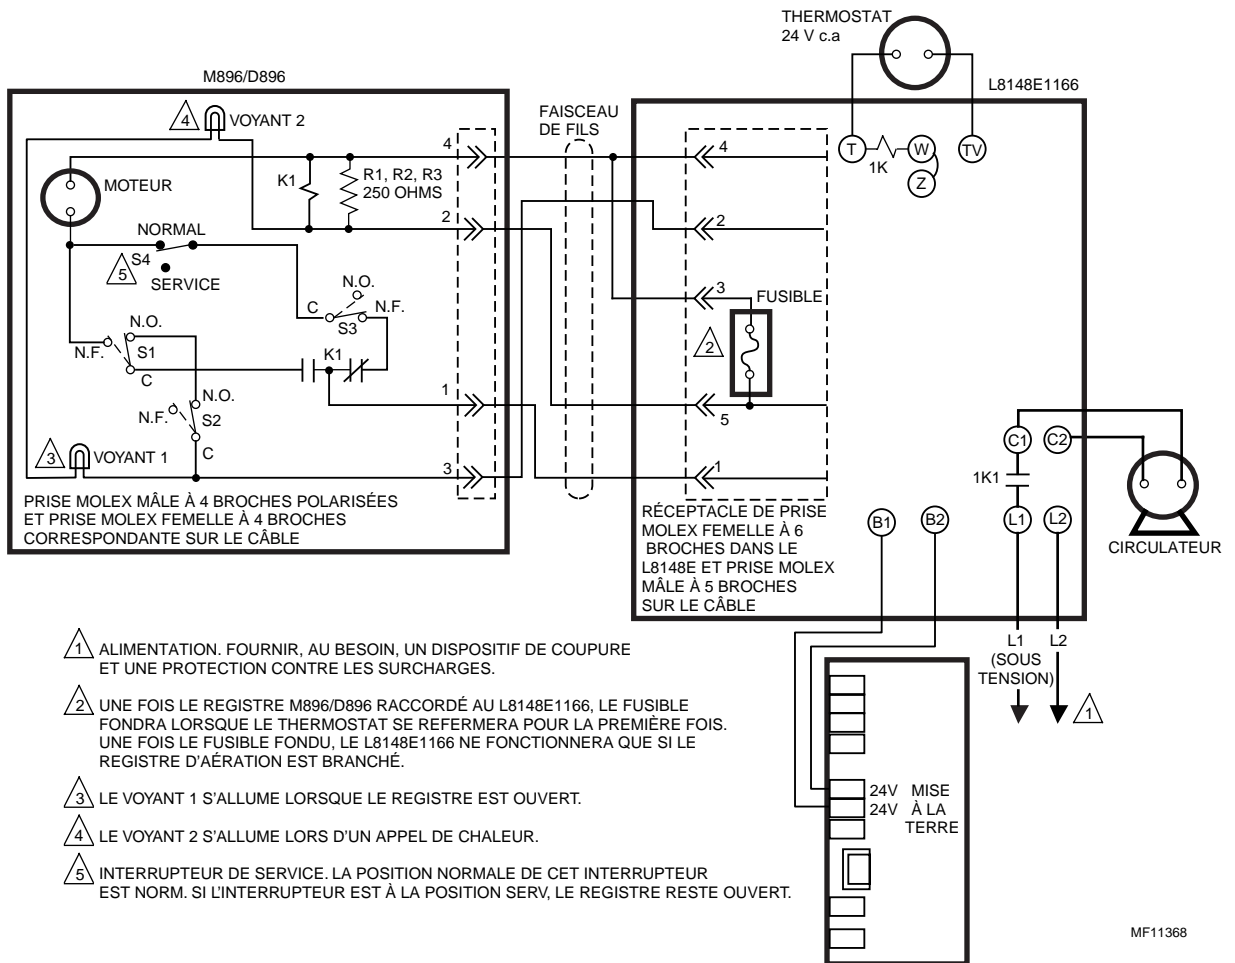 THERMOSTAT
24 V c.a
M896/D896
L8148E1166
4
VOYANT 2
FAISCEAU
DE FILS
MOTEUR
K1
R1, R2, R3
250 OHMS
4
4
T
1K
W
TV
Z
2
2
NORMAL
S4
5
SERVICE
N.O.
C
N.F.
S3
3
FUSIBLE
2
N.O.
N.F.
S1
C
K1
1
5
N.O.
N.F.
S2
C
C1
C2
3
VOYANT 1
3
1
1K1
PRISE MOLEX MÂLE À 4 BROCHES POLARISÉES
ET PRISE MOLEX FEMELLE À 4 BROCHES
CORRESPONDANTE SUR LE CÂBLE
RÉCEPTACLE DE PRISE
MOLEX FEMELLE À 6
BROCHES DANS LE
L8148E ET PRISE MOLEX
MÂLE À 5 BROCHES
SUR LE CÂBLE
B1
B2
L1
L2
CIRCULATEUR
L1
(SOUS
TENSION)
L2
1
1 ALIMENTATION. FOURNIR, AU BESOIN, UN DISPOSITIF DE COUPURE
ET UNE PROTECTION CONTRE LES SURCHARGES.
2 UNE FOIS LE REGISTRE M896/D896 RACCORDÉ AU L8148E1166, LE FUSIBLE
FONDRA LORSQUE LE THERMOSTAT SE REFERMERA POUR LA PREMIÈRE FOIS.
UNE FOIS LE FUSIBLE FONDU, LE L8148E1166 NE FONCTIONNERA QUE SI LE
REGISTRE D'AÉRATION EST BRANCHÉ.
3 LE VOYANT 1 S'ALLUME LORSQUE LE REGISTRE EST OUVERT.
4 LE VOYANT 2 S'ALLUME LORS D'UN APPEL DE CHALEUR.
5 INTERRUPTEUR DE SERVICE. LA POSITION NORMALE DE CET INTERRUPTEUR
EST NORM. SI L'INTERRUPTEUR EST À LA POSITION SERV, LE REGISTRE RESTE OUVERT.
24V MISE
24V À LA
TERRE
MF11368